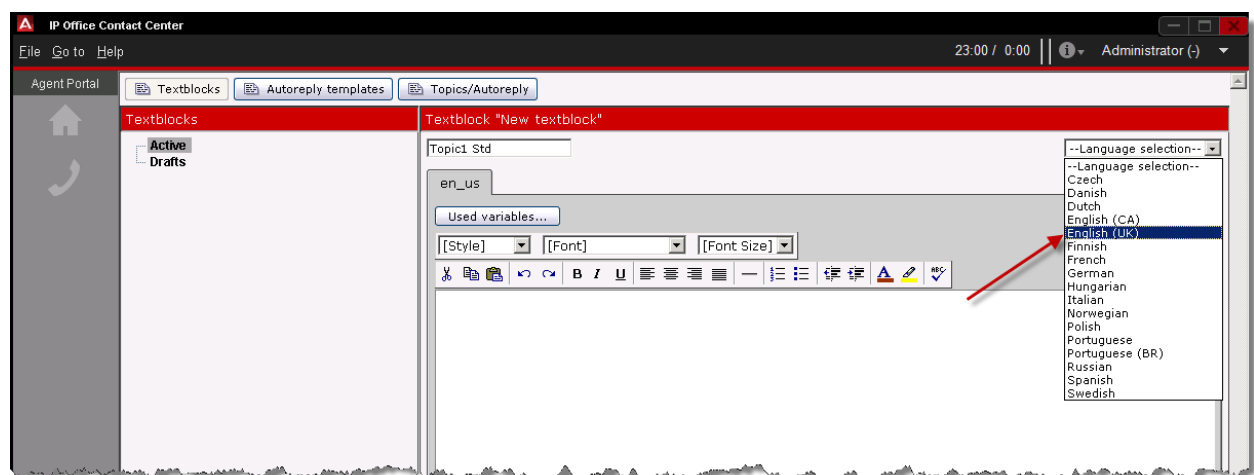 IP Office Contact Center
File Go to Help
23:00 / 0:00
Administrator (-)
Agent Portal
Textblocks
Autoreply templates
Topics/Autoreply
Textblocks
Active
Drafts
Textblock "New textblock"
Topic1 Std
--Language selection--
en_us
Used variables...
[Style]
[Font]
[Font Size]
B I U
A
ABC
--Language selection--
Czech
Danish
Dutch
English (CA)
English (UK)
Finnish
French
German
Hungarian
Italian
Norwegian
Polish
Portuguese
Portuguese (BR)
Russian
Spanish
Swedish